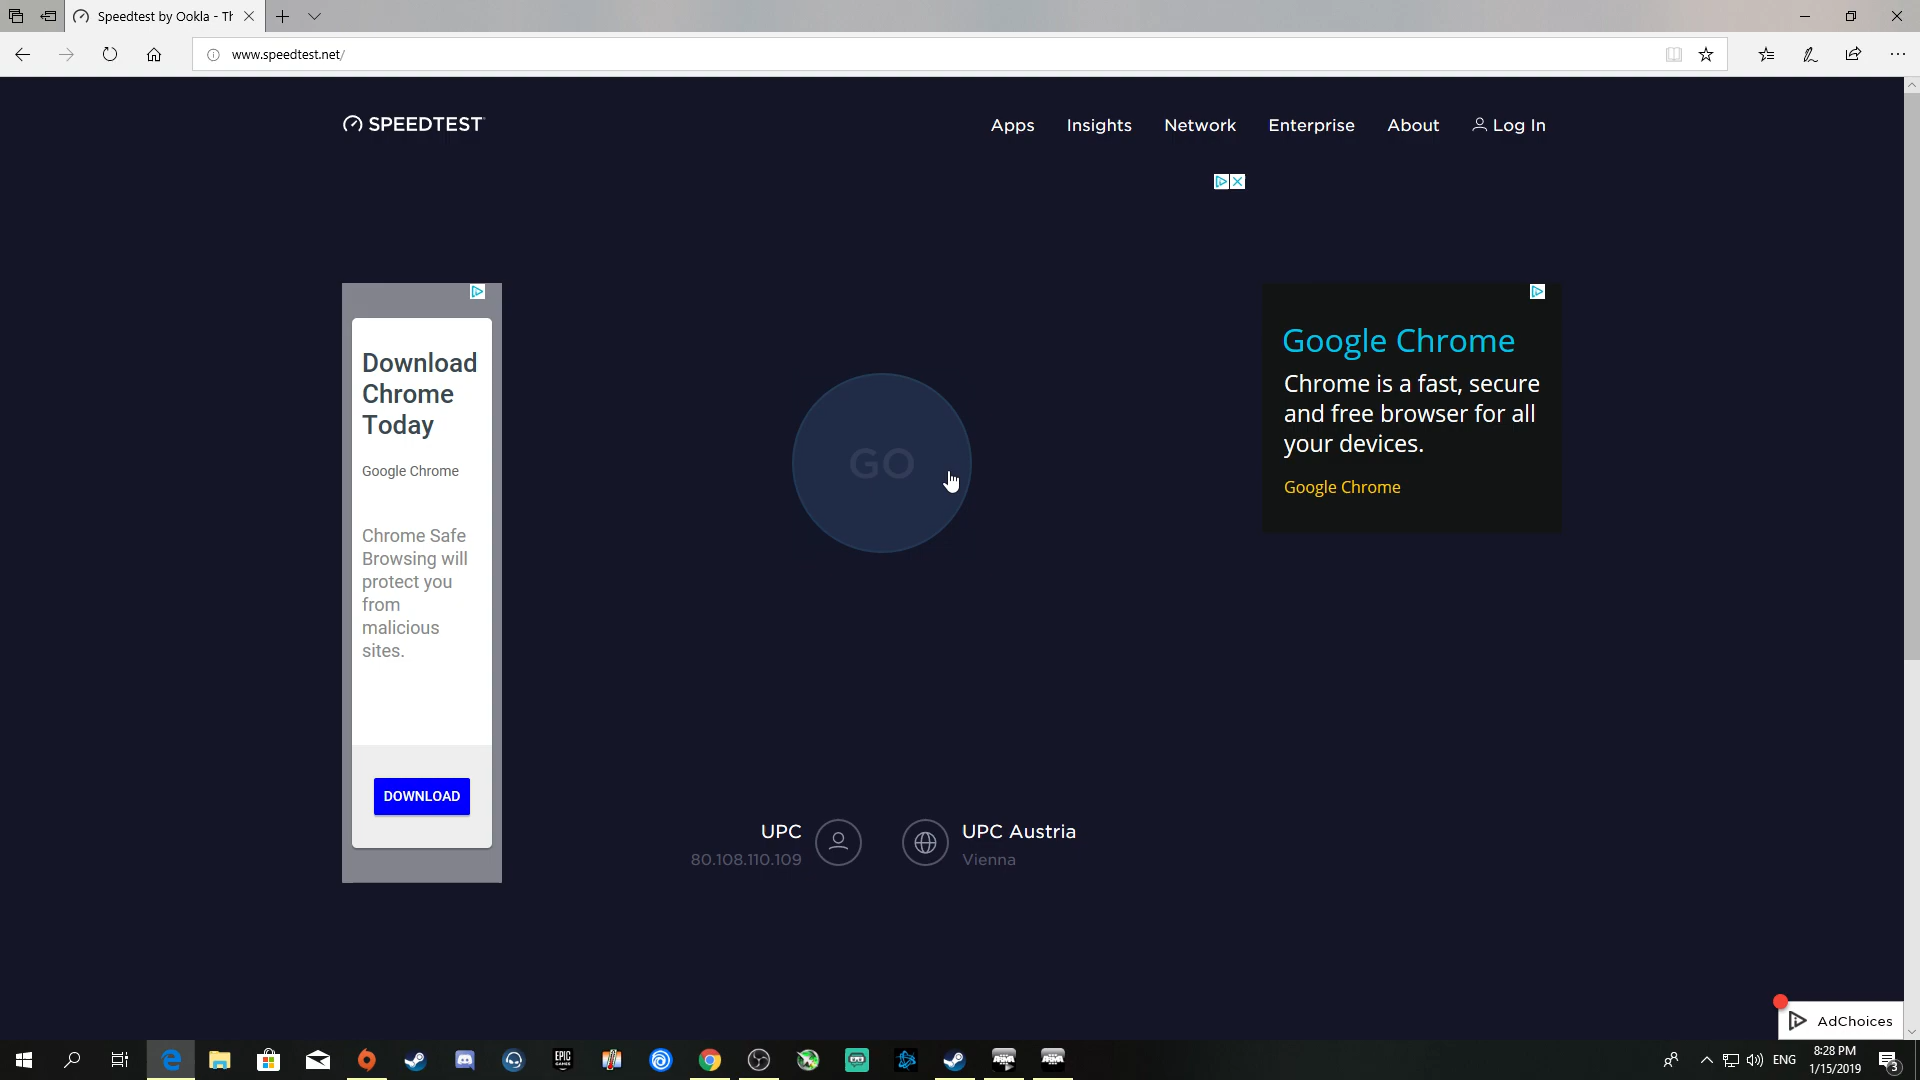 Speedtest by Ookla - Th
www.speedtest.net/
SPEEDTEST
Apps Insights Network Enterprise About Log In
Download
Chrome
Today
Google Chrome
Chrome Safe
Browsing will
protect you
from
malicious
sites.
DOWNLOAD
GO
Google Chrome
Chrome is a fast, secure
and free browser for all
your devices.
Google Chrome
UPC
80.108.110.109
UPC Austria
Vienna
AdChoices
EPIC
GAMES
ENG
8:28 PM
1/15/2019
3